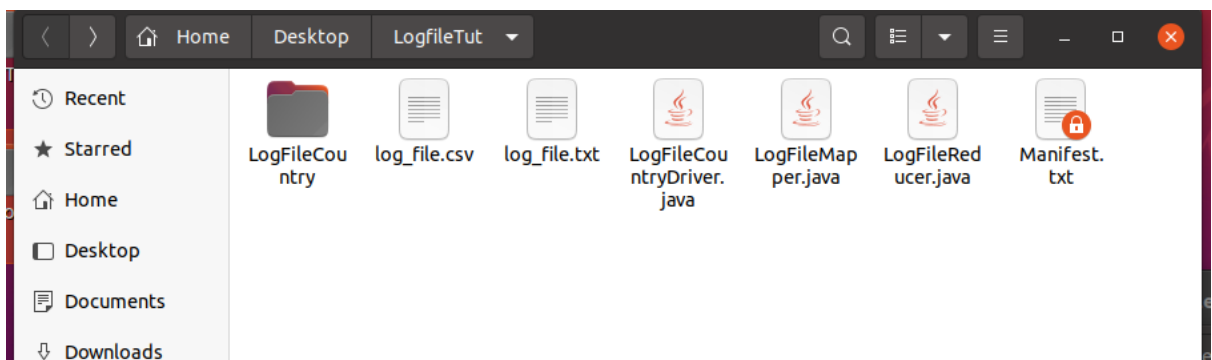 Home Desktop LogfileTut
Recent
Starred
Home
Desktop
Documents
Downloads
LogFileCou
ntry
log_file.csv
log_file.txt
LogFileCou
ntryDriver.
java
LogFileMap
per.java
LogFileRed
ucer.java
Manifest.
txt